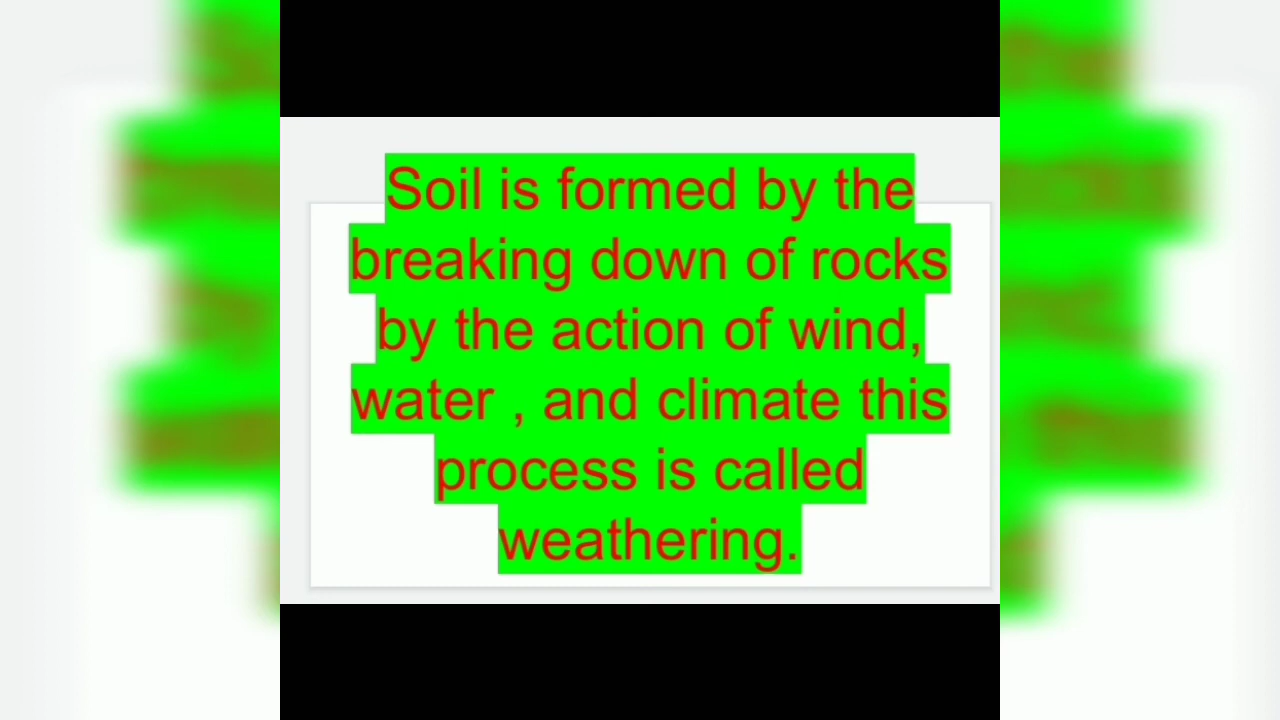 Soil is formed by the
breaking down of rocks
by the action of wind,
water , and climate this
process is called
weathering.